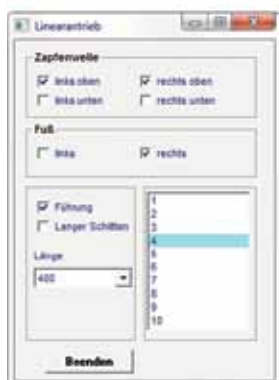 Linearantrieb
Zapfenwelle
links oben
rechts oben
links unten
rechts unten
Fuß
links
rechts
Führung
Langer Schlitten
Länge
400
1
2
3
4
5
6
7
8
9
10
Beenden